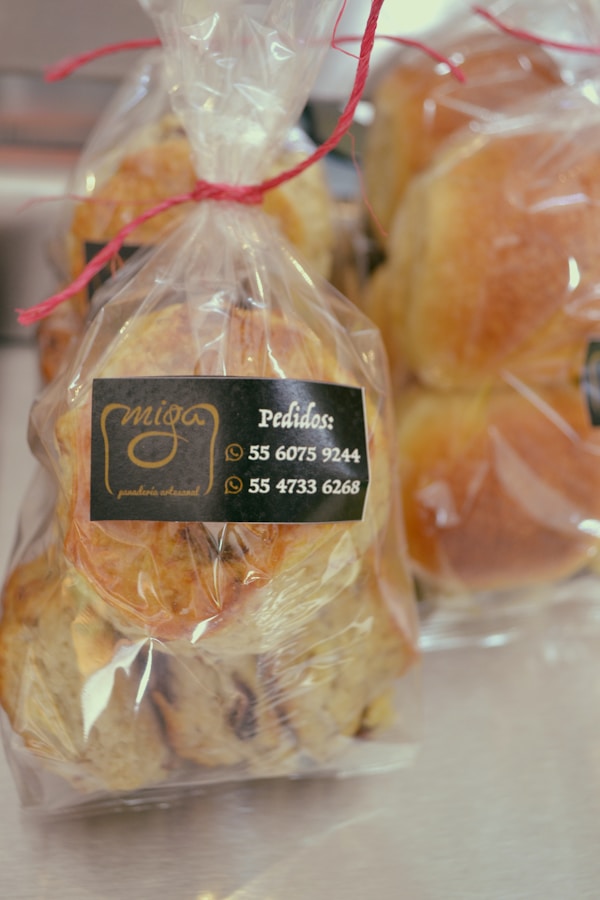 miga
panadería artesanal
Pedidos:
55 6075 9244
55 4733 6268